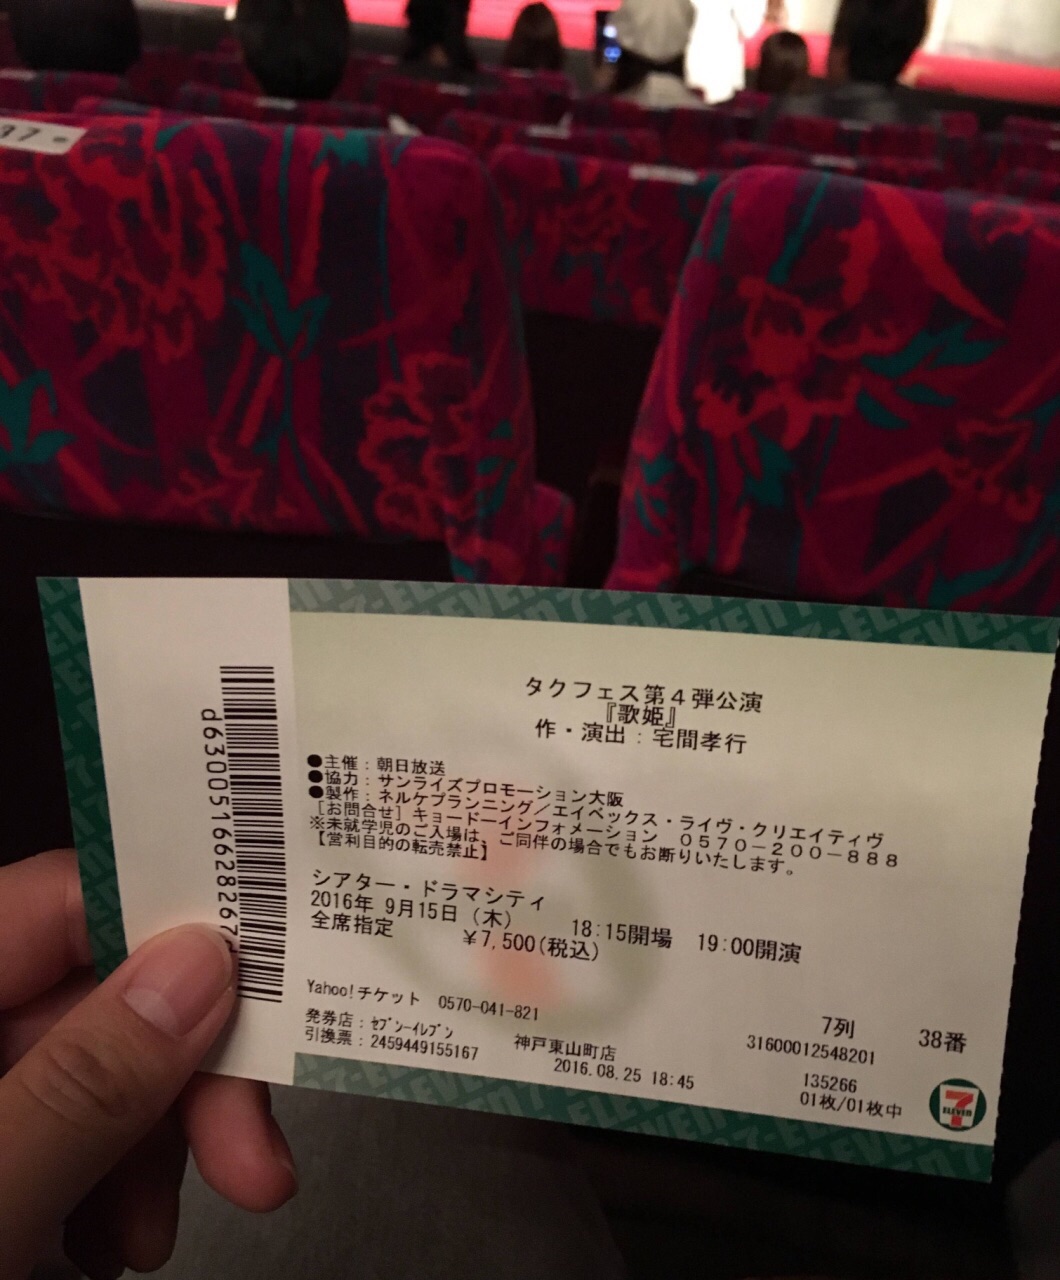 37
タクフェス第4弾公演
『歌姫』
作・演出：宅間孝行
●主催：朝日放送
●協力：サンライズプロモーション大阪
●製作：ネルケプランニング／エイベックス・ライヴ・クリエイティヴ
[お問合せ] キョードーインフォメーション 0570-200-888
※未就学児のご入場は、ご同伴の場合でもお断りいたします。
【営利目的の転売禁止】
シアター・ドラマシティ
2016年 9月15日（木） 18:15開場 19:00開演
全席指定 ¥7,500(税込)
Yahoo!チケット 0570-041-821
7列 38番
発券店：ｾﾌﾞﾝ-ｲﾚﾌﾞﾝ 神戸東山町店 31600012548201
引換票：2459449155167 2016.08.25 18:45 135266
01枚/01枚中
7
ELEVEN